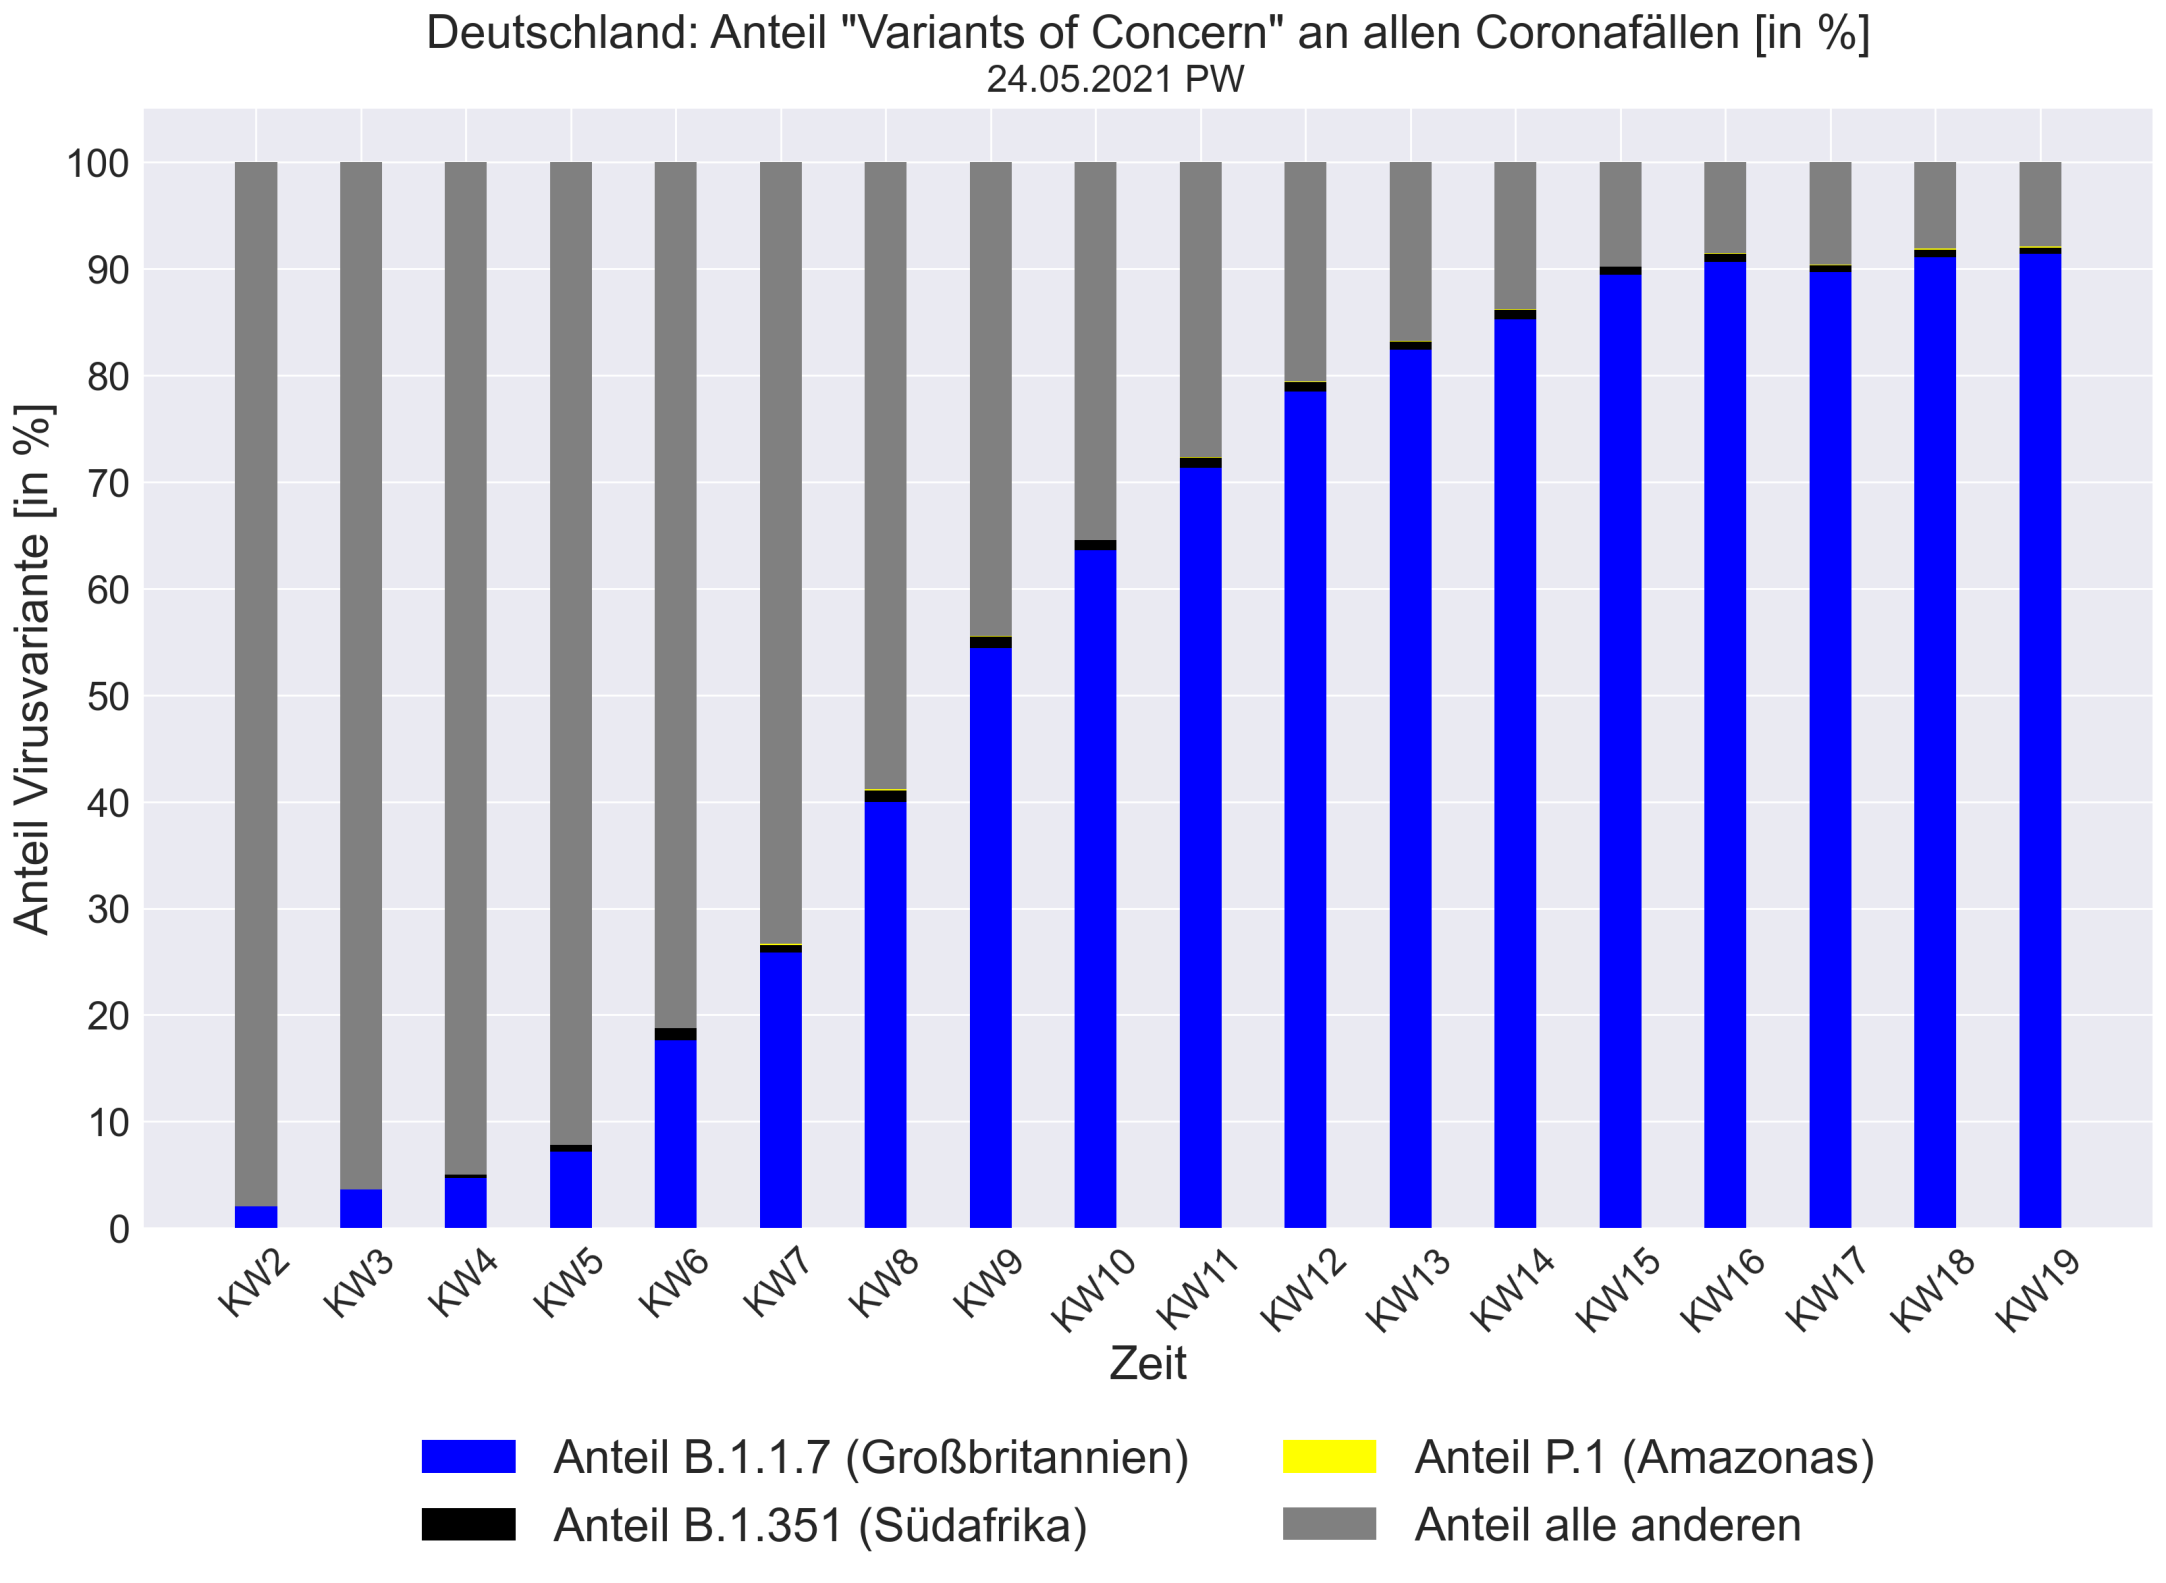 Deutschland: Anteil "Variants of Concern" an allen Coronafällen [in %]
24.05.2021 PW
Anteil Virusvariante [in %]
100
90
80
70
60
50
40
30
20
10
0
KW2
KW3
KW4
KW5
KW6
KW7
KW8
KW9
KW10
KW11
KW12
KW13
KW14
KW15
KW16
KW17
KW18
KW19
Zeit
Anteil B.1.1.7 (Großbritannien)
Anteil B.1.351 (Südafrika)
Anteil P.1 (Amazonas)
Anteil alle anderen